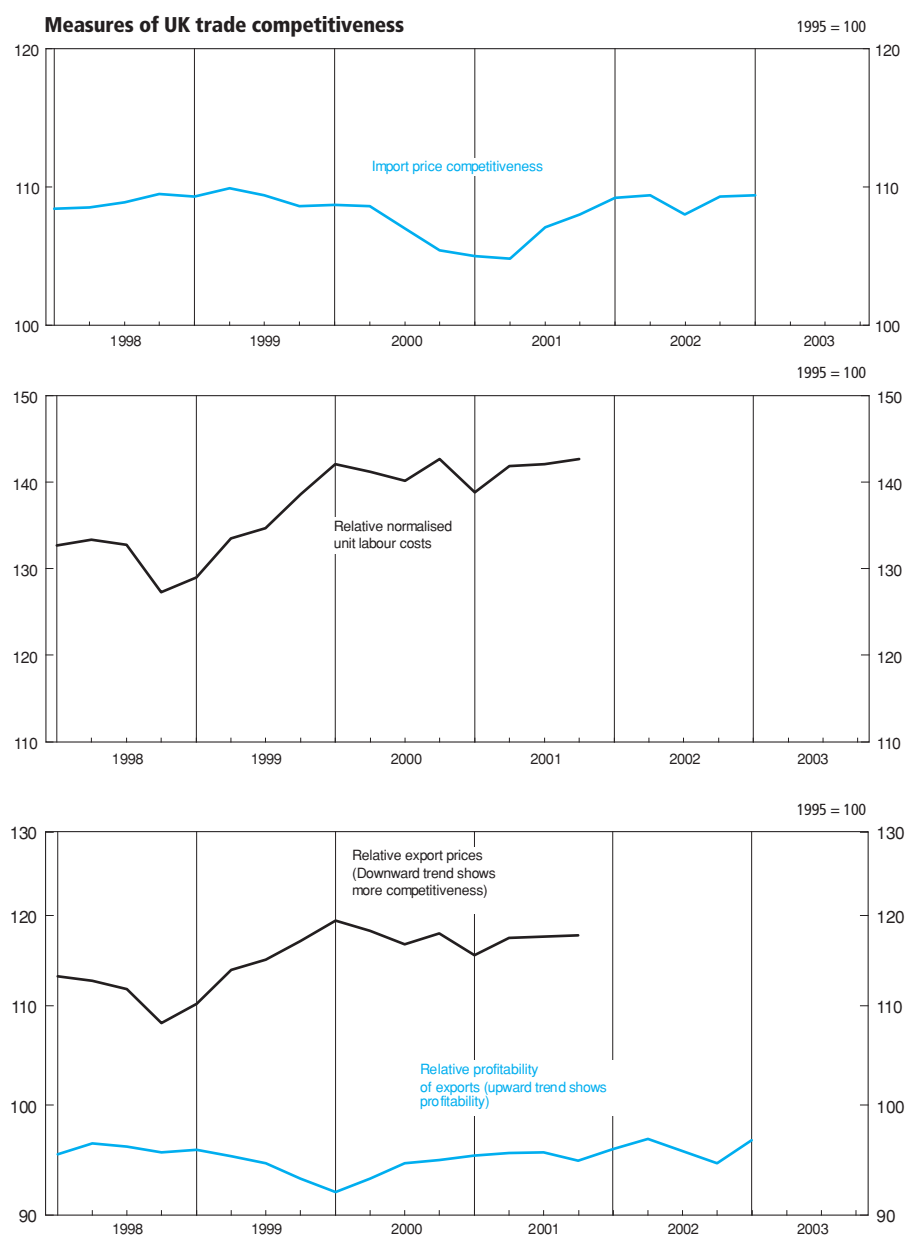 Measures of UK trade competitiveness
1995 = 100
120 120
Import price competitiveness
110 110
100 100
1998 1999 2000 2001 2002 2003
1995 = 100
150 150
140 140
Relative normalised
unit labour costs
130 130
120 120
110 110
1998 1999 2000 2001 2002 2003
1995 = 100
130 130
Relative export prices
(Downward trend shows
more competitiveness)
120 120
110 110
Relative profitability
of exports (upward trend shows
profitability)
100 100
90 90
1998 1999 2000 2001 2002 2003